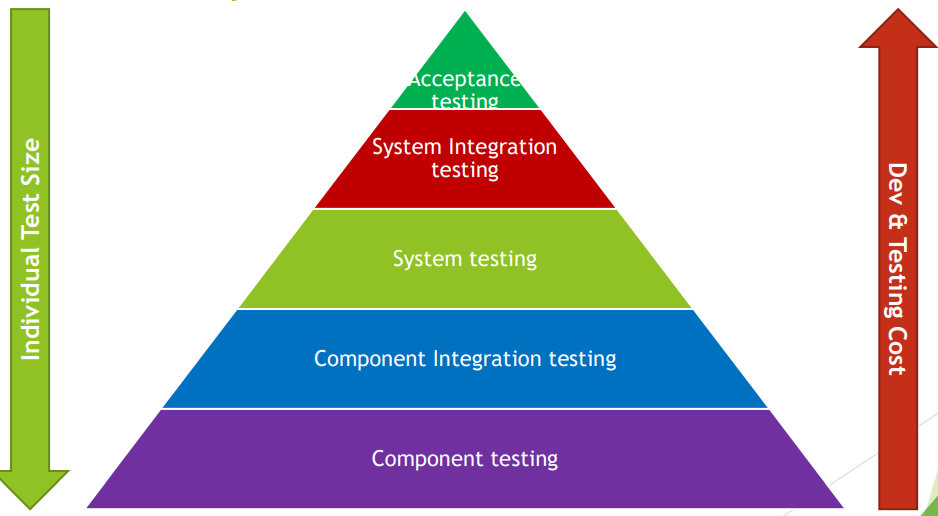 Acceptance
testing
System Integration
testing
System testing
Component Integration testing
Component testing
Individual Test Size
Dev & Testing Cost